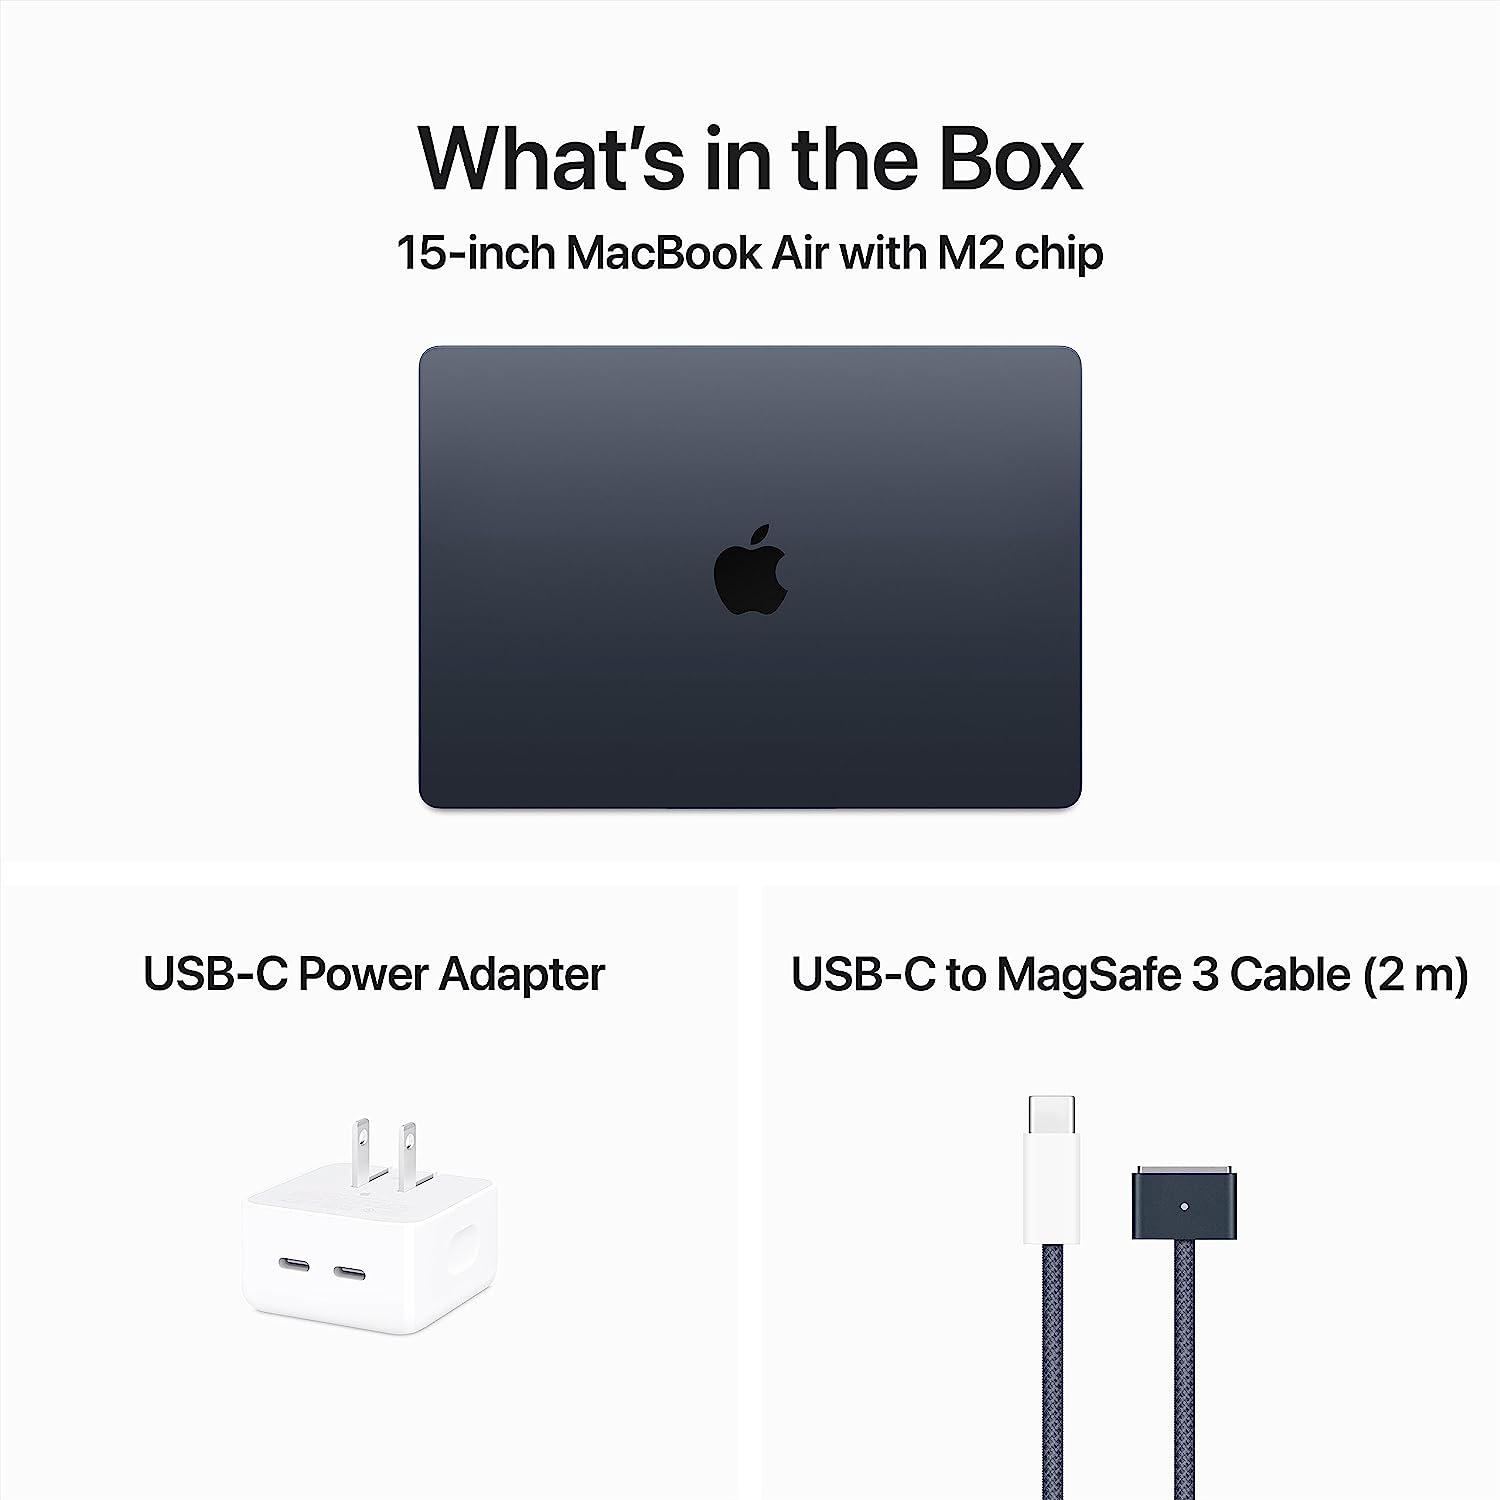 What's in the Box
15-inch MacBook Air with M2 chip
USB-C Power Adapter
USB-C to MagSafe 3 Cable (2 m)